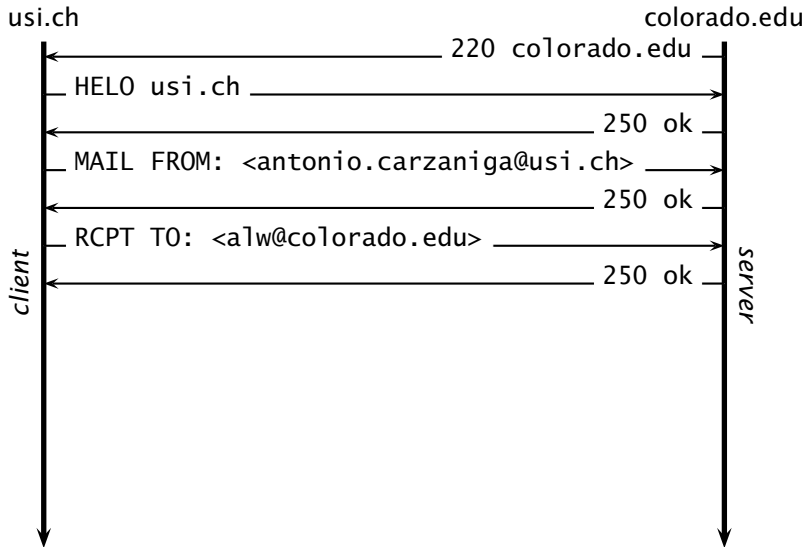 usi.ch
colorado.edu
220 colorado.edu
HELO usi.ch
250 ok
MAIL FROM: <antonio.carzaniga@usi.ch>
250 ok
RCPT TO: <alw@colorado.edu>
250 ok
client
server